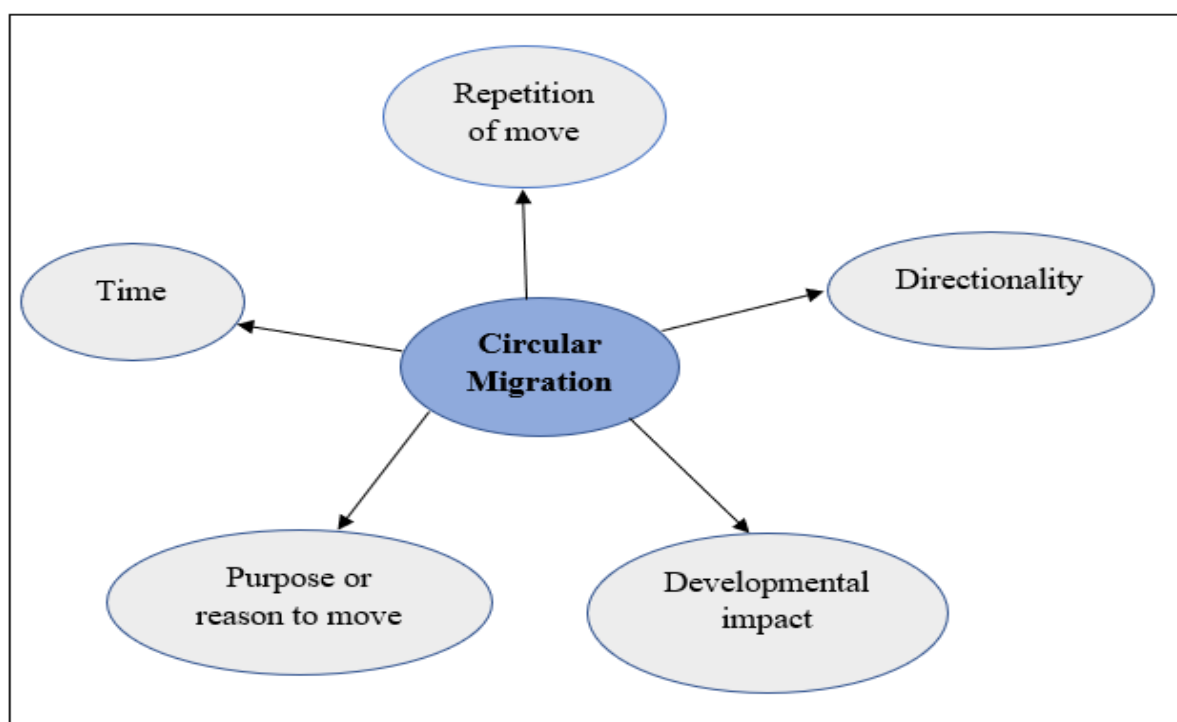 Repetition
of move
Time
Directionality
Circular
Migration
Purpose or
reason to move
Developmental
impact